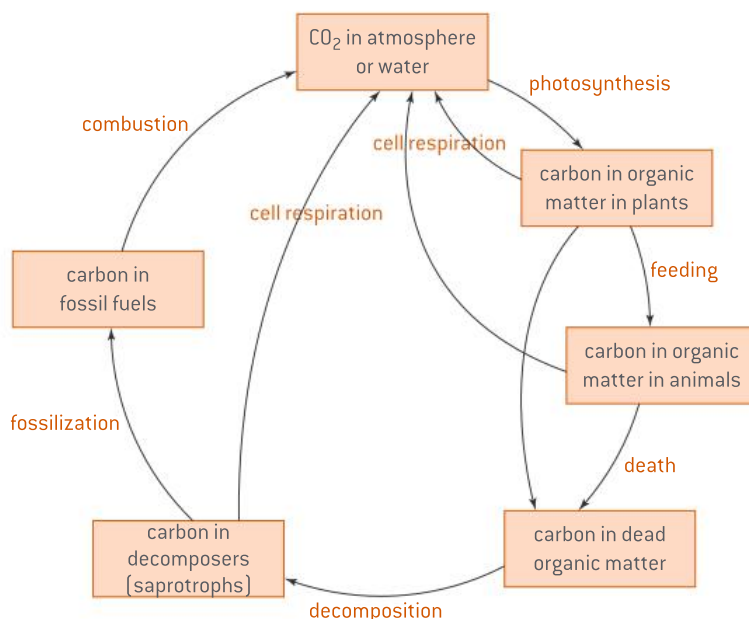 CO₂ in atmosphere
or water
photosynthesis
combustion
cell respiration
carbon in organic
matter in plants
cell respiration
feeding
carbon in
fossil fuels
carbon in organic
matter in animals
fossilization
death
carbon in
decomposers
(saprotrophs)
carbon in dead
organic matter
decomposition